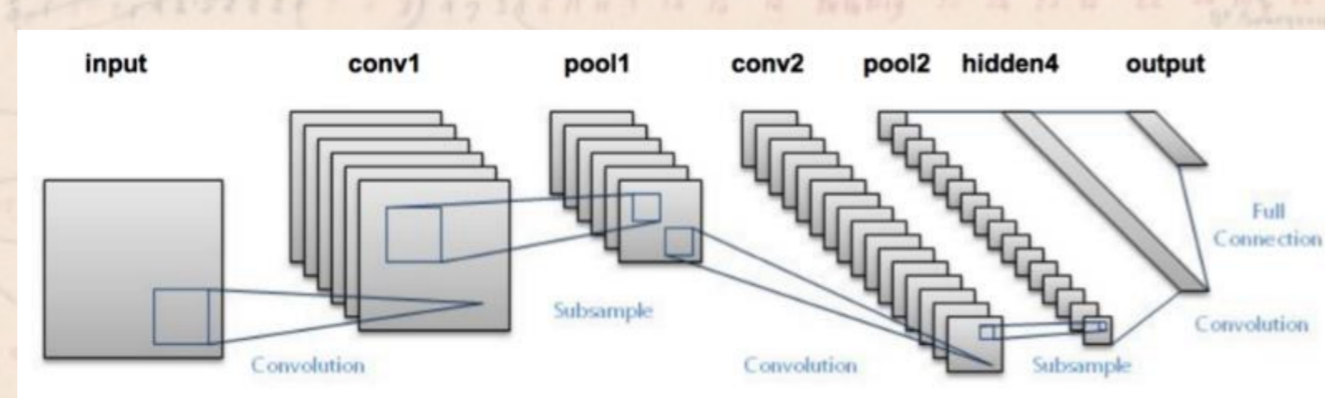 input conv1 pool1 conv2 pool2 hidden4 output
Full
Connection
Subsample
Convolution
Convolution
Convolution
Subsample